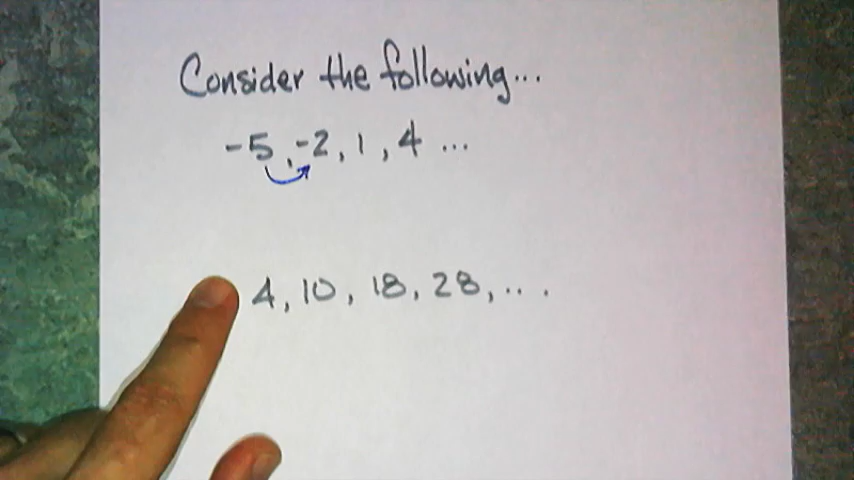 Consider the following...
-5, -2, 1, 4 ...
4, 10, 18, 28, ...